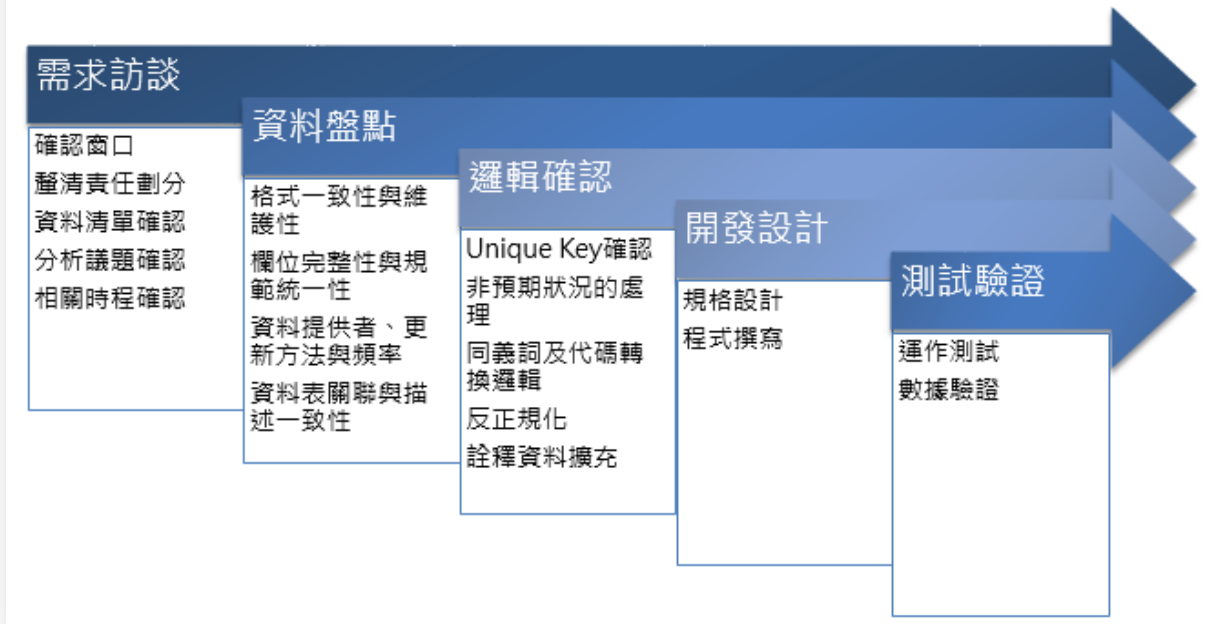 需求訪談
確認窗口
釐清責任劃分
資料清單確認
分析議題確認
相關時程確認
資料盤點
格式一致性與維
護性
欄位完整性與規
範統一性
資料提供者、更
新方法與頻率
資料表關聯與描
述一致性
邏輯確認
Unique Key確認
非預期狀況的處
理
同義詞及代碼轉
換邏輯
反正規化
詮釋資料擴充
開發設計
規格設計
程式撰寫
測試驗證
運作測試
數據驗證